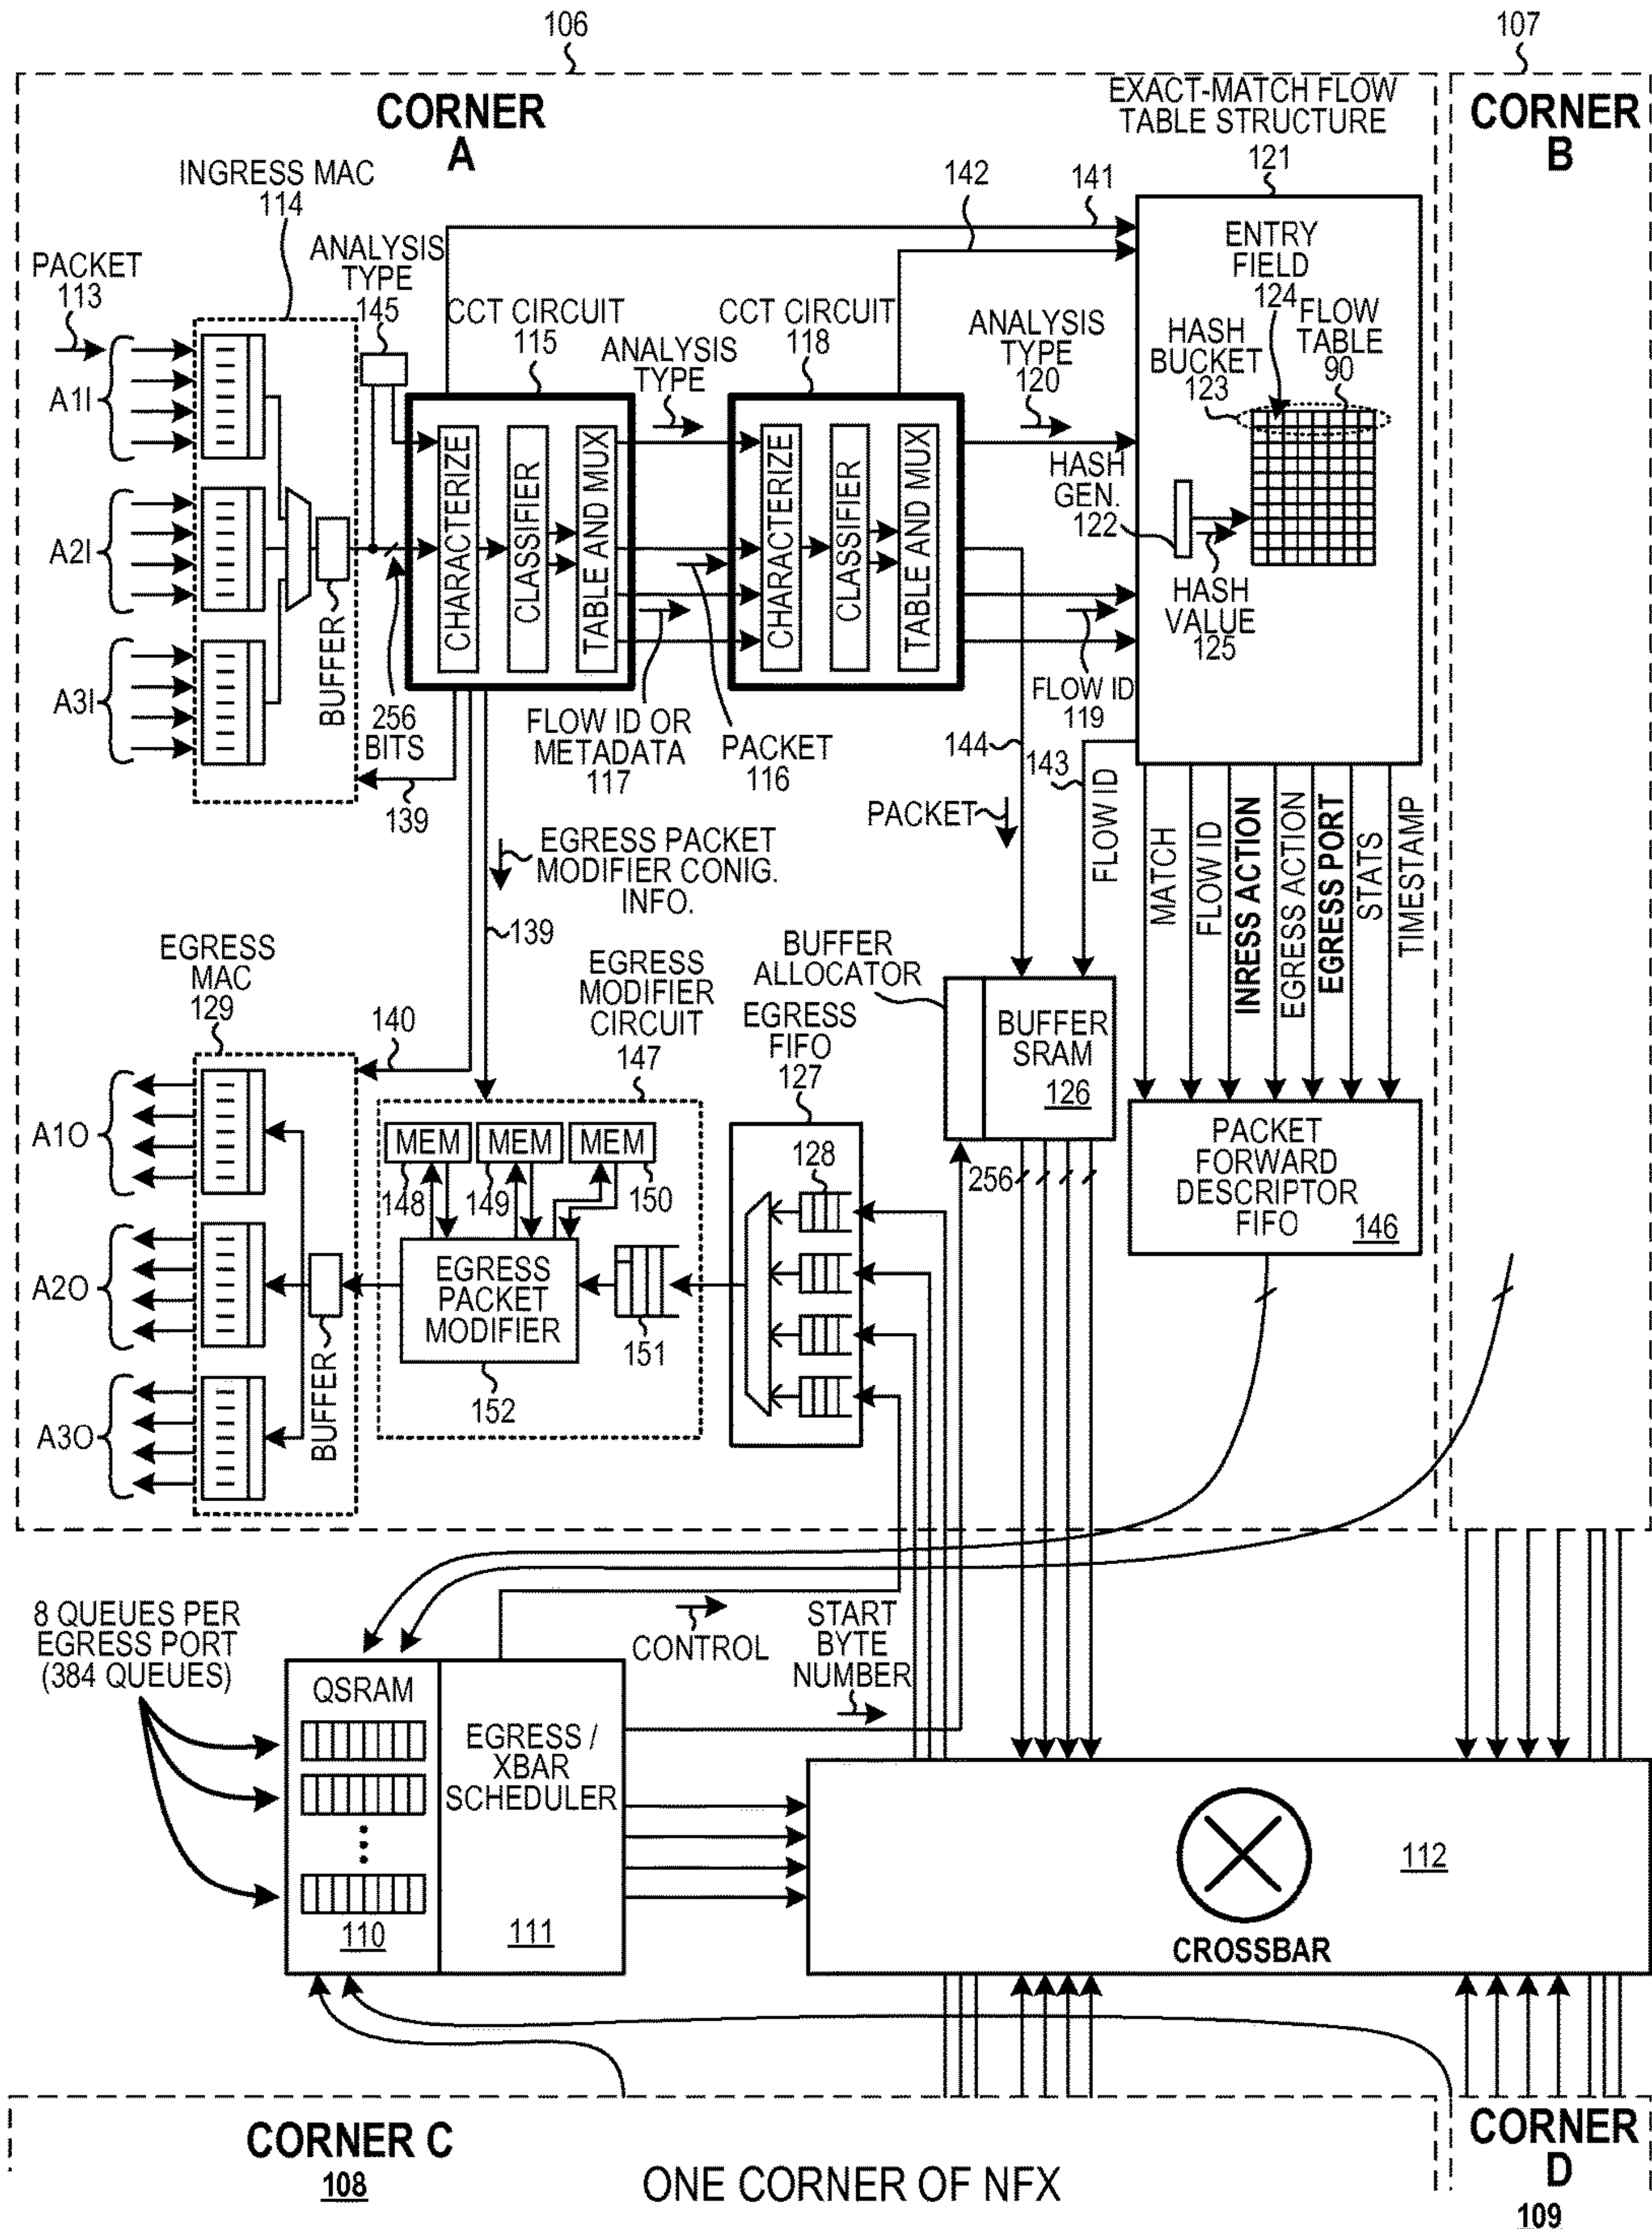 106
107
CORNER
A
EXACT-MATCH FLOW
TABLE STRUCTURE
121
CORNER
B
INGRESS MAC
114
142
141
PACKET
113
ANALYSIS
TYPE
145
CCT CIRCUIT
115
ANALYSIS
TYPE
CCT CIRCUIT
118
ANALYSIS
TYPE
120
ENTRY
FIELD
124
FLOW
TABLE
90
HASH
BUCKET
123
A1I
A2I
A3I
BUFFER
CHARACTERIZE
CLASSIFIER
TABLE AND MUX
CHARACTERIZE
CLASSIFIER
TABLE AND MUX
HASH
GEN.
122
HASH
VALUE
125
256
BITS
139
FLOW ID OR
METADATA
117
PACKET
116
FLOW ID
119
144
143
PACKET
FLOW ID
EGRESS PACKET
MODIFIER CONIG.
INFO.
139
MATCH
FLOW ID
INRESS ACTION
EGRESS ACTION
EGRESS PORT
STATS
TIMESTAMP
EGRESS
MAC
129
140
EGRESS
MODIFIER
CIRCUIT
147
BUFFER
ALLOCATOR
EGRESS
FIFO
127
BUFFER
SRAM
126
A1O
A2O
A3O
BUFFER
MEM
MEM
MEM
148
149
150
128
256
PACKET
FORWARD
DESCRIPTOR
FIFO
146
EGRESS
PACKET
MODIFIER
151
152
8 QUEUES PER
EGRESS PORT
(384 QUEUES)
CONTROL
START
BYTE
NUMBER
QSRAM
EGRESS /
XBAR
SCHEDULER
110
111
112
CROSSBAR
CORNER C
108
ONE CORNER OF NFX
CORNER
D
109